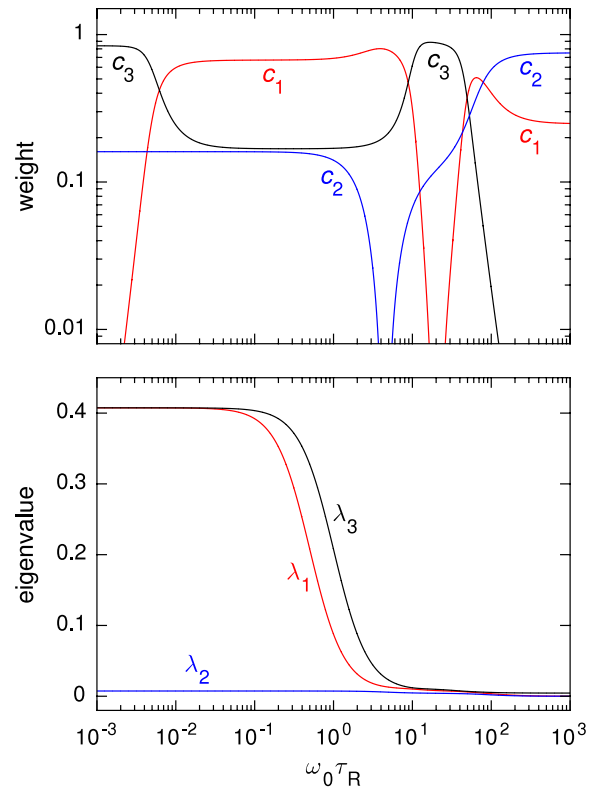 1
c₃
c₁
c₃
c₂
weight
0.1
c₂
c₁
0.01
0.4
0.3
λ₃
eigenvalue
0.2
λ₁
0.1
λ₂
0
10⁻³ 10⁻² 10⁻¹ 10⁰ 10¹ 10² 10³
ω₀τ_R